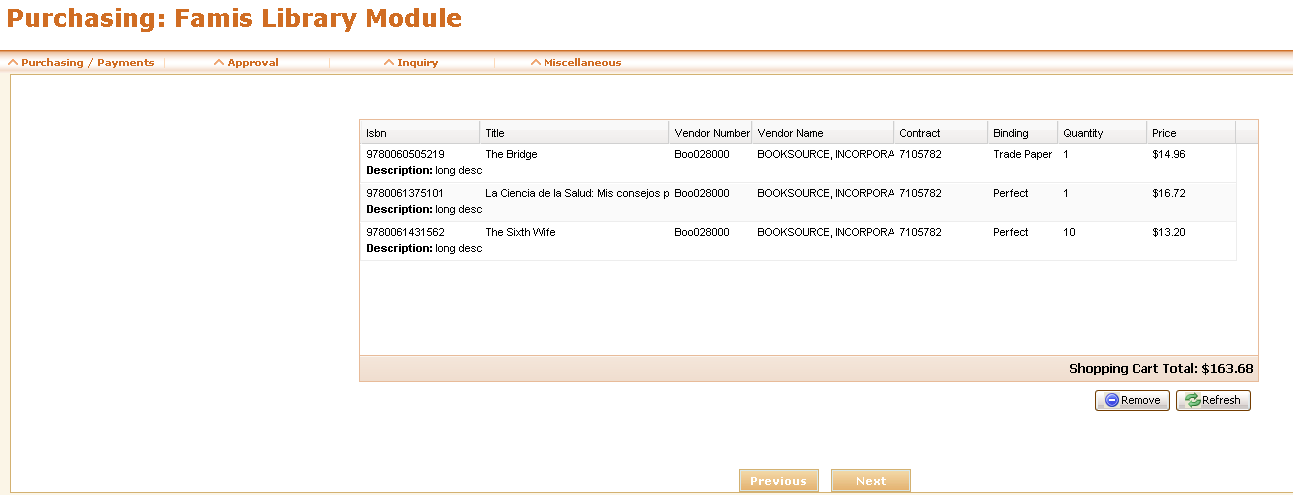 Purchasing: Famis Library Module
Purchasing / Payments Approval Inquiry Miscellaneous
Isbn Title Vendor Number Vendor Name Contract Binding Quantity Price
9780060505219 The Bridge Boo028000 BOOKSOURCE, INCORPORA 7105782 Trade Paper 1 $14.96
Description: long desc
9780061375101 La Ciencia de la Salud: Mis consejos p Boo028000 BOOKSOURCE, INCORPORA 7105782 Perfect 1 $16.72
Description: long desc
9780061431562 The Sixth Wife Boo028000 BOOKSOURCE, INCORPORA 7105782 Perfect 10 $13.20
Description: long desc
Shopping Cart Total: $163.68
Remove Refresh
Previous Next